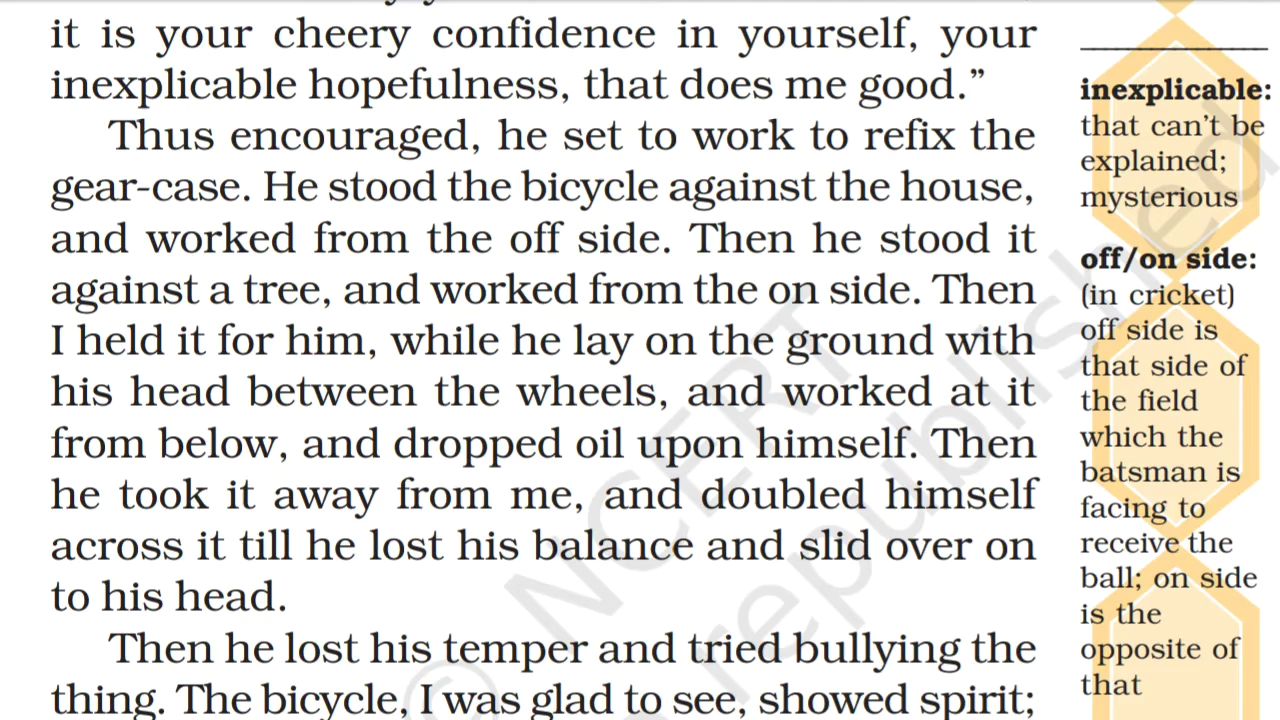 it is your cheery confidence in yourself, your
inexplicable hopefulness, that does me good.”
Thus encouraged, he set to work to refix the
gear-case. He stood the bicycle against the house,
and worked from the off side. Then he stood it
against a tree, and worked from the on side. Then
I held it for him, while he lay on the ground with
his head between the wheels, and worked at it
from below, and dropped oil upon himself. Then
he took it away from me, and doubled himself
across it till he lost his balance and slid over on
to his head.
Then he lost his temper and tried bullying the
thing. The bicycle, I was glad to see, showed spirit;
inexplicable:
that can’t be
explained;
mysterious
off/on side:
(in cricket)
off side is
that side of
the field
which the
batsman is
facing to
receive the
ball; on side
is the
opposite of
that
© NCERT
republished